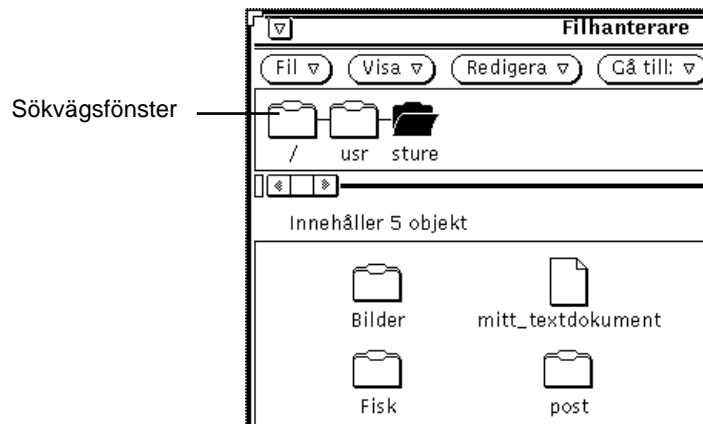 Filhanterare
Fil Visa Redigera Gå till:
Sökvägsfönster
/ usr sture
Innehåller 5 objekt
Bilder mitt_textdokument
Fisk post